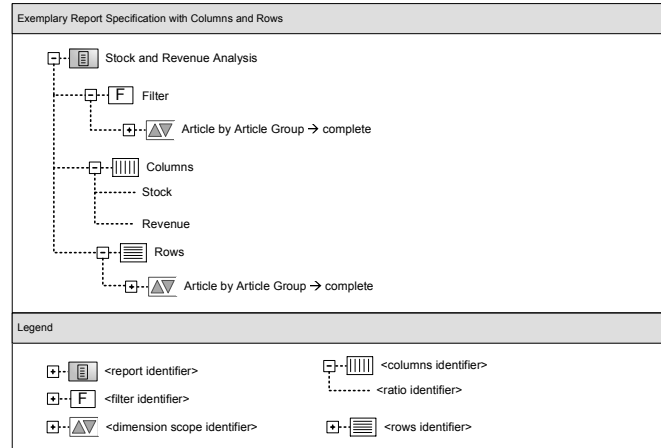 Exemplary Report Specification with Columns and Rows
Stock and Revenue Analysis
F Filter
Article by Article Group → complete
Columns
Stock
Revenue
Rows
Article by Article Group → complete
Legend
<report identifier>
F <filter identifier>
<dimension scope identifier>
<columns identifier>
<ratio identifier>
<rows identifier>